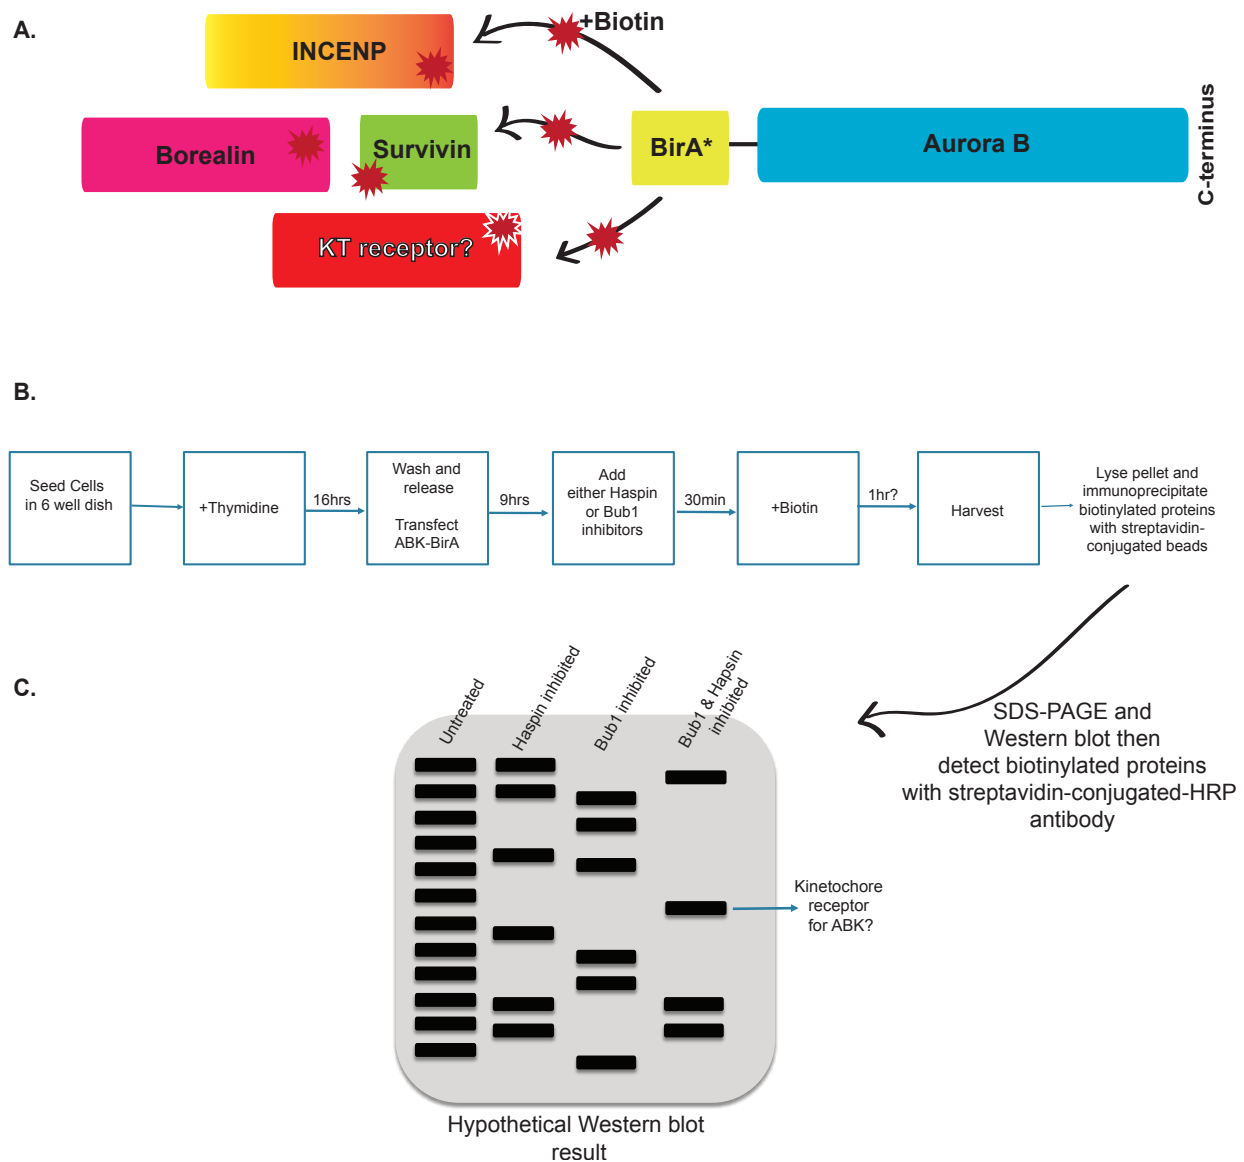 A.
+Biotin
INCENP
Borealin
Survivin
BirA*
Aurora B
C-terminus
KT receptor?
B.
Seed Cells
in 6 well dish
+Thymidine
16hrs
Wash and
release
Transfect
ABK-BirA
9hrs
Add
either Haspin
or Bub1
inhibitors
30min
+Biotin
1hr?
Harvest
Lyse pellet and
immunoprecipitate
biotinylated proteins
with streptavidin-
conjugated beads
C.
Untreated
Haspin inhibited
Bub1 inhibited
Bub1 & Hapsin
inhibited
SDS-PAGE and
Western blot then
detect biotinylated proteins
with streptavidin-conjugated-HRP
antibody
Kinetochore
receptor
for ABK?
Hypothetical Western blot
result